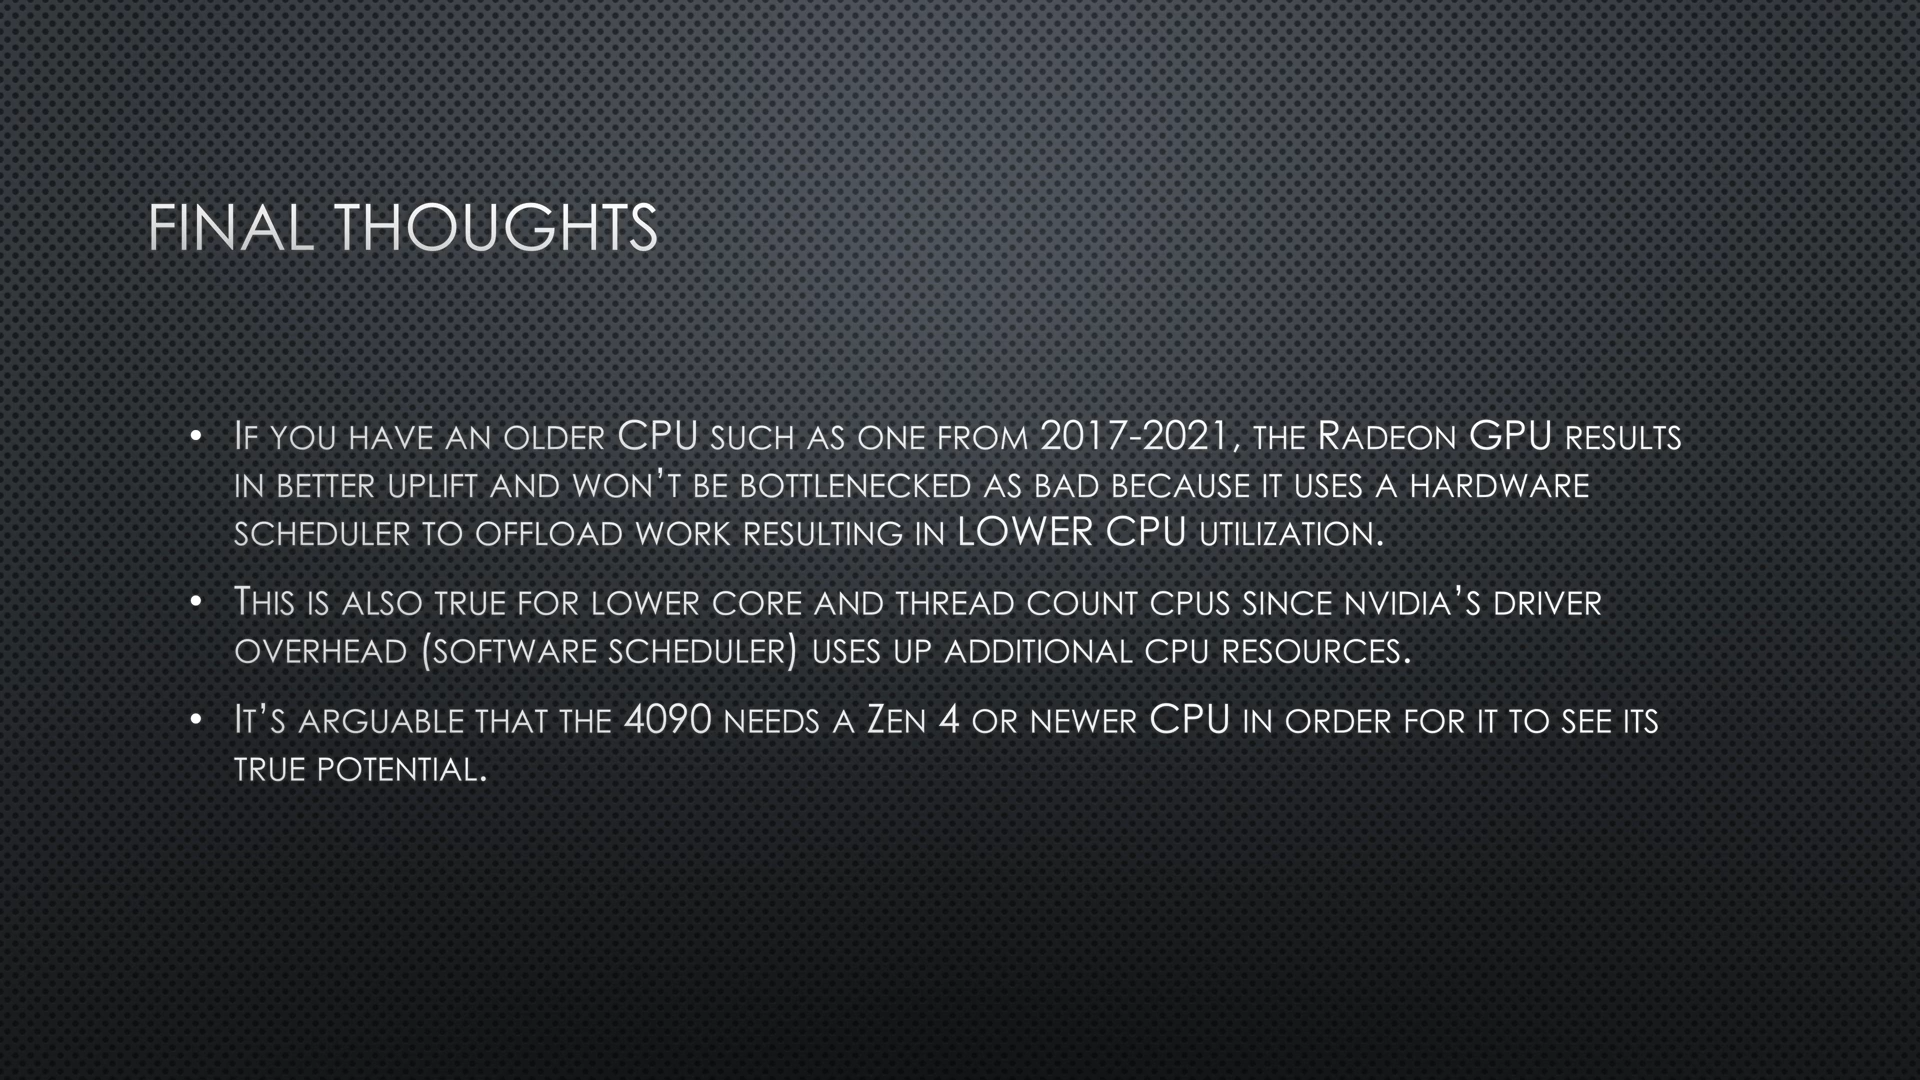 FINAL THOUGHTS
• If you have an older CPU such as one from 2017-2021, the Radeon GPU results
in better uplift and won’t be bottlenecked as bad because it uses a hardware
scheduler to offload work resulting in LOWER CPU utilization.
• This is also true for lower core and thread count cpus since nvidia’s driver
overhead (software scheduler) uses up additional cpu resources.
• It’s arguable that the 4090 needs a Zen 4 or newer CPU in order for it to see its
true potential.